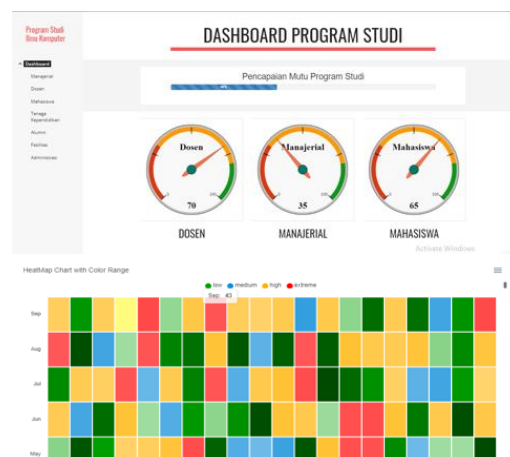 Program Studi
Ilmu Komputer
DASHBOARD PROGRAM STUDI
Dashboard
Manajerial
Dosen
Mahasiswa
Tenaga
Kependidikan
Alumni
Fasilitas
Administrasi
Pencapaian Mutu Program Studi
Dosen
70
DOSEN
Manajerial
35
MANAJERIAL
Mahasiswa
65
MAHASISWA
Activate Windows
HeatMap Chart with Color Range
low medium high extreme
Sep: 43
Sep
Aug
Jul
Jun
May